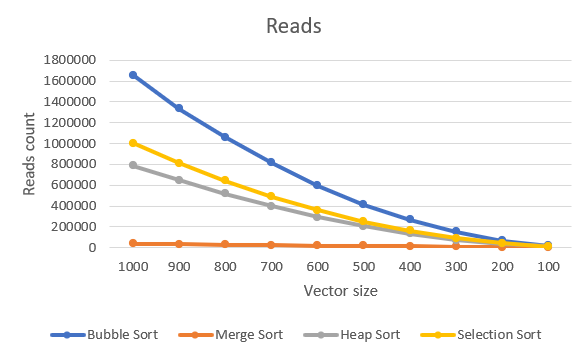 Reads
1800000
1600000
1400000
1200000
1000000
800000
600000
400000
200000
0
Reads count
1000 900 800 700 600 500 400 300 200 100
Vector size
Bubble Sort Merge Sort Heap Sort Selection Sort